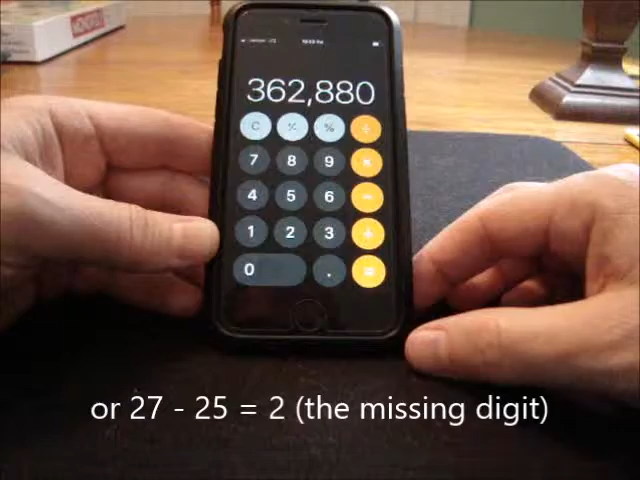 MONOPOLY
362,880
C % ÷
7 8 9 ×
4 5 6 −
1 2 3 +
0 . =
or 27 - 25 = 2 (the missing digit)